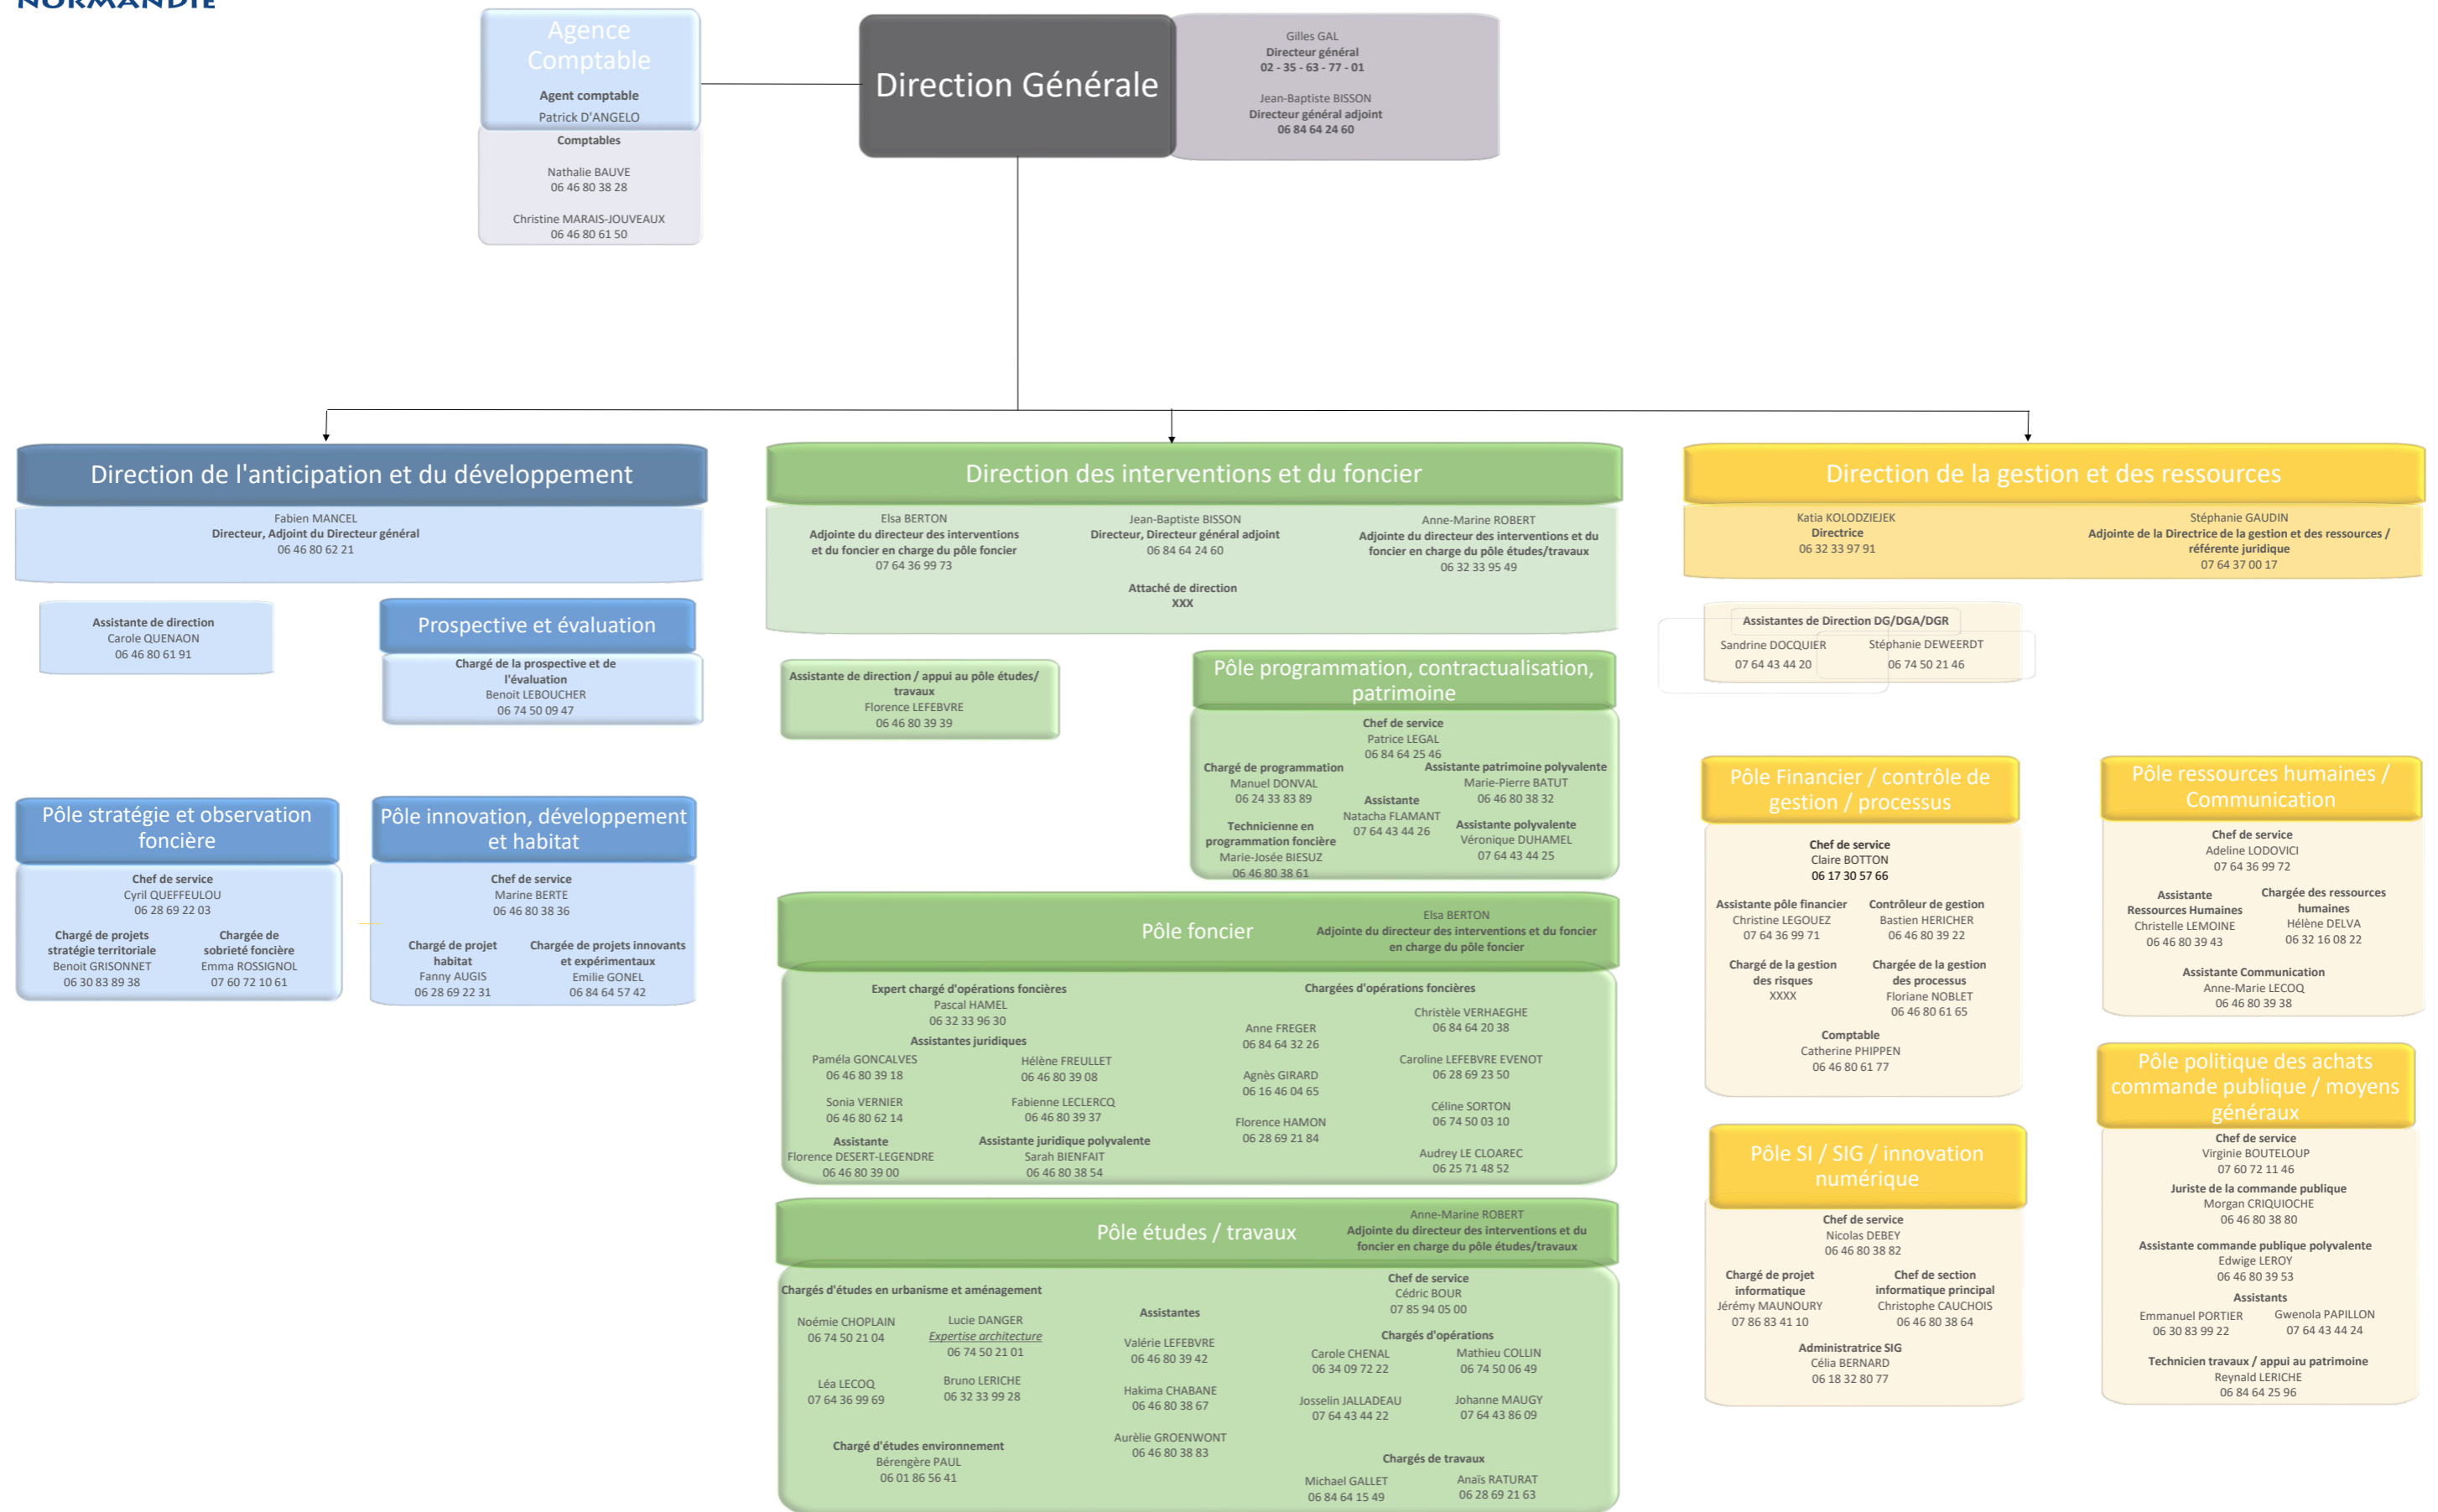 NORMANDIE
Agence
Comptable
Agent comptable
Patrick D'ANGELO
Comptables
Nathalie BAUVE
06 46 80 38 28
Christine MARAIS-JOUVEAUX
06 46 80 61 50
Direction Générale
Gilles GAL
Directeur général
02 - 35 - 63 - 77 - 01
Jean-Baptiste BISSON
Directeur général adjoint
06 84 64 24 60
Direction de l'anticipation et du développement
Fabien MANCEL
Directeur, Adjoint du Directeur général
06 46 80 62 21
Assistante de direction
Carole QUENAON
06 46 80 61 91
Prospective et évaluation
Chargé de la prospective et de
l'évaluation
Benoit LEBOUCHER
06 74 50 09 47
Pôle stratégie et observation
foncière
Chef de service
Cyril QUEFFEULOU
06 28 69 22 03
Chargé de projets
stratégie territoriale
Benoit GRISONNET
06 30 83 89 38
Chargée de
sobrieté foncière
Emma ROSSIGNOL
07 60 72 10 61
Pôle innovation, développement
et habitat
Chef de service
Marine BERTE
06 46 80 38 36
Chargé de projet
habitat
Fanny AUGIS
06 28 69 22 31
Chargée de projets innovants
et expérimentaux
Emilie GONEL
06 84 64 57 42
Direction des interventions et du foncier
Elsa BERTON
Adjointe du directeur des interventions
et du foncier en charge du pôle foncier
07 64 36 99 73
Jean-Baptiste BISSON
Directeur, Directeur général adjoint
06 84 64 24 60
Anne-Marine ROBERT
Adjointe du directeur des interventions et du
foncier en charge du pôle études/travaux
06 32 33 95 49
Attaché de direction
XXX
Assistante de direction / appui au pôle études/
travaux
Florence LEFEBVRE
06 46 80 39 39
Pôle programmation, contractualisation,
patrimoine
Chef de service
Patrice LEGAL
06 84 64 25 46
Chargé de programmation
Manuel DONVAL
06 24 33 83 89
Technicienne en
programmation foncière
Marie-Josée BIESUZ
06 46 80 38 61
Assistante
Natacha FLAMANT
07 64 43 44 26
Assistante patrimoine polyvalente
Marie-Pierre BATUT
06 46 80 38 32
Assistante polyvalente
Véronique DUHAMEL
07 64 43 44 25
Pôle foncier
Elsa BERTON
Adjointe du directeur des interventions et du foncier
en charge du pôle foncier
Expert chargé d'opérations foncières
Pascal HAMEL
06 32 33 96 30
Assistantes juridiques
Paméla GONCALVES
06 46 80 39 18
Hélène FREULLET
06 46 80 39 08
Sonia VERNIER
06 46 80 62 14
Fabienne LECLERCQ
06 46 80 39 37
Assistante
Florence DESERT-LEGENDRE
06 46 80 39 00
Assistante juridique polyvalente
Sarah BIENFAIT
06 46 80 38 54
Chargées d'opérations foncières
Anne FREGER
06 84 64 32 26
Agnès GIRARD
06 16 46 04 65
Florence HAMON
06 28 69 21 84
Christèle VERHAEGHE
06 84 64 20 38
Caroline LEFEBVRE EVENOT
06 28 69 23 50
Céline SORTON
06 74 50 03 10
Audrey LE CLOAREC
06 25 71 48 52
Pôle études / travaux
Anne-Marine ROBERT
Adjointe du directeur des interventions et du
foncier en charge du pôle études/travaux
Chargés d'études en urbanisme et aménagement
Noémie CHOPLAIN
06 74 50 21 04
Lucie DANGER
Expertise architecture
06 74 50 21 01
Léa LECOQ
07 64 36 99 69
Bruno LERICHE
06 32 33 99 28
Chargé d'études environnement
Bérengère PAUL
06 01 86 56 41
Assistantes
Valérie LEFEBVRE
06 46 80 39 42
Hakima CHABANE
06 46 80 38 67
Aurèlie GROENWONT
06 46 80 38 83
Chef de service
Cédric BOUR
07 85 94 05 00
Chargés d'opérations
Carole CHENAL
06 34 09 72 22
Mathieu COLLIN
06 74 50 06 49
Josselin JALLADEAU
07 64 43 44 22
Johanne MAUGY
07 64 43 86 09
Chargés de travaux
Michael GALLET
06 84 64 15 49
Anaïs RATURAT
06 28 69 21 63
Direction de la gestion et des ressources
Katia KOLODZIEJEK
Directrice
06 32 33 97 91
Stéphanie GAUDIN
Adjointe de la Directrice de la gestion et des ressources /
référente juridique
07 64 37 00 17
Assistantes de Direction DG/DGA/DGR
Sandrine DOCQUIER
07 64 43 44 20
Stéphanie DEWEERDT
06 74 50 21 46
Pôle Financier / contrôle de
gestion / processus
Chef de service
Claire BOTTON
06 17 30 57 66
Assistante pôle financier
Christine LEGOUEZ
07 64 36 99 71
Contrôleur de gestion
Bastien HERICHER
06 46 80 39 22
Chargé de la gestion
des risques
XXXX
Chargée de la gestion
des processus
Floriane NOBLET
06 46 80 61 65
Comptable
Catherine PHIPPEN
06 46 80 61 77
Pôle SI / SIG / innovation
numérique
Chef de service
Nicolas DEBEY
06 46 80 38 82
Chargé de projet
informatique
Jérémy MAUNOURY
07 86 83 41 10
Chef de section
informatique principal
Christophe CAUCHOIS
06 46 80 38 64
Administratrice SIG
Célia BERNARD
06 18 32 80 77
Pôle ressources humaines /
Communication
Chef de service
Adeline LODOVICI
07 64 36 99 72
Assistante
Ressources Humaines
Christelle LEMOINE
06 46 80 39 43
Chargée des ressources
humaines
Hélène DELVA
06 32 16 08 22
Assistante Communication
Anne-Marie LECOQ
06 46 80 39 38
Pôle politique des achats
commande publique / moyens
généraux
Chef de service
Virginie BOUTELOUP
07 60 72 11 46
Juriste de la commande publique
Morgan CRIQUIOCHE
06 46 80 38 80
Assistante commande publique polyvalente
Edwige LEROY
06 46 80 39 53
Assistants
Emmanuel PORTIER
06 30 83 99 22
Gwenola PAPILLON
07 64 43 44 24
Technicien travaux / appui au patrimoine
Reynald LERICHE
06 84 64 25 96